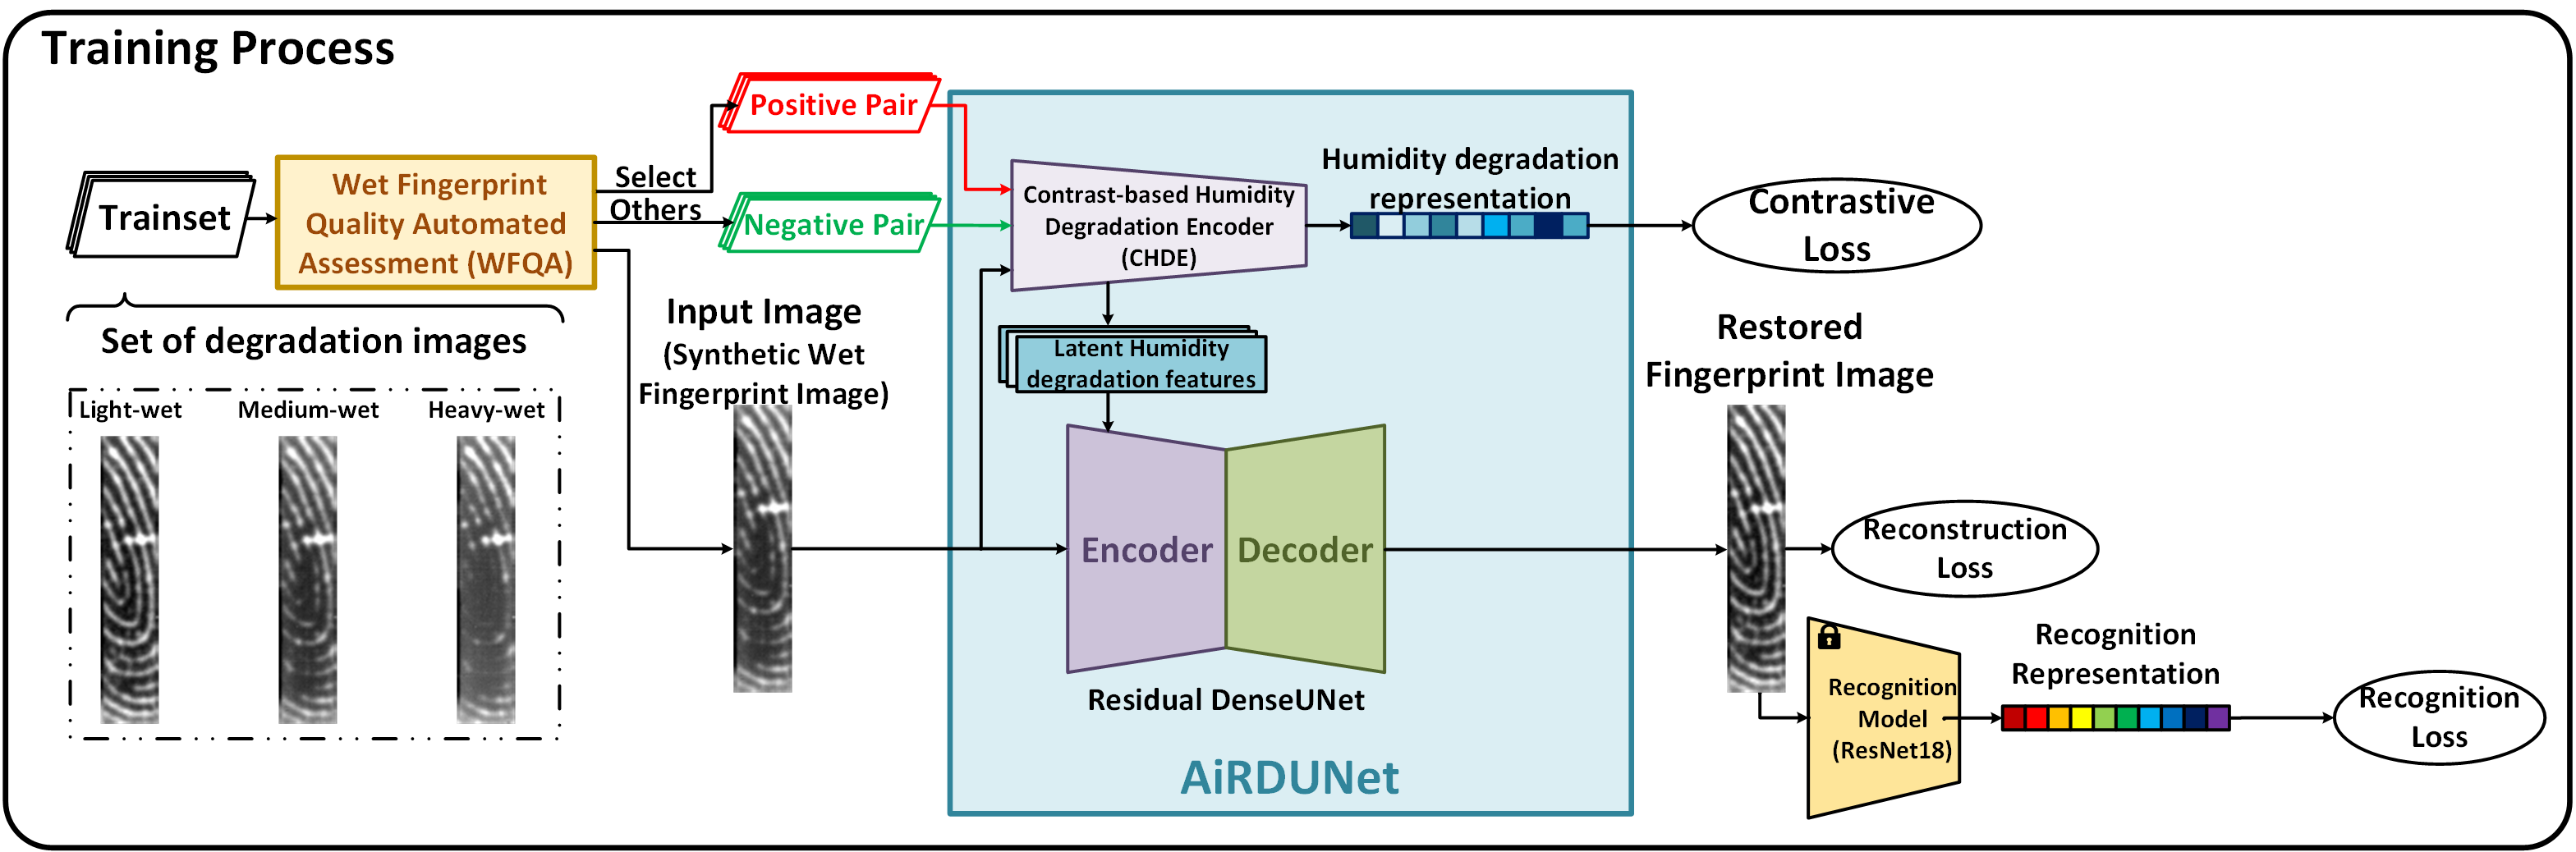 Training Process
Trainset
Wet Fingerprint
Quality Automated
Assessment (WFQA)
Select
Others
Positive Pair
Negative Pair
Contrast-based Humidity
Degradation Encoder
(CHDE)
Humidity degradation
representation
Contrastive
Loss
Set of degradation images
Light-wet
Medium-wet
Heavy-wet
Input Image
(Synthetic Wet
Fingerprint Image)
Latent Humidity
degradation features
Encoder
Decoder
Residual DenseUNet
AiRDUNet
Restored
Fingerprint Image
Reconstruction
Loss
Recognition
Model
(ResNet18)
Recognition
Representation
Recognition
Loss